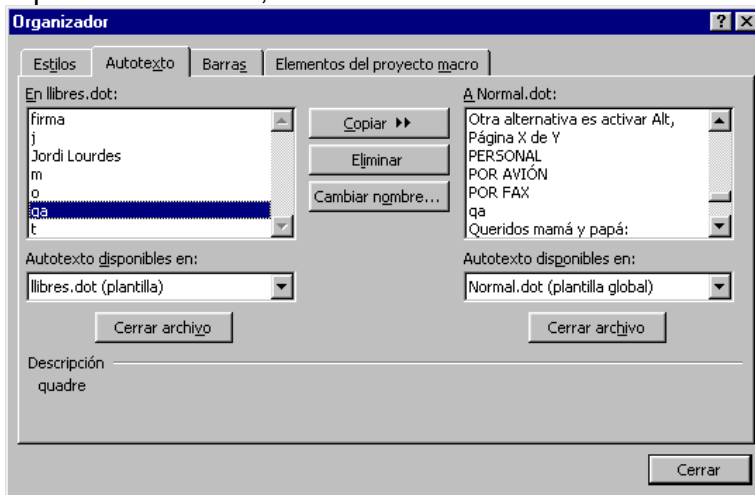 Organizador
Estilos Autotexto Barras Elementos del proyecto macro
En llibres.dot:
firma
j
Jordi Lourdes
m
o
qa
t
Copiar
Eliminar
Cambiar nombre...
A Normal.dot:
Otra alternativa es activar Alt,
Página X de Y
PERSONAL
POR AVIÓN
POR FAX
qa
Queridos mamá y papá:
Autotexto disponibles en:
llibres.dot (plantilla)
Cerrar archivo
Autotexto disponibles en:
Normal.dot (plantilla global)
Cerrar archivo
Descripción
quadre
Cerrar